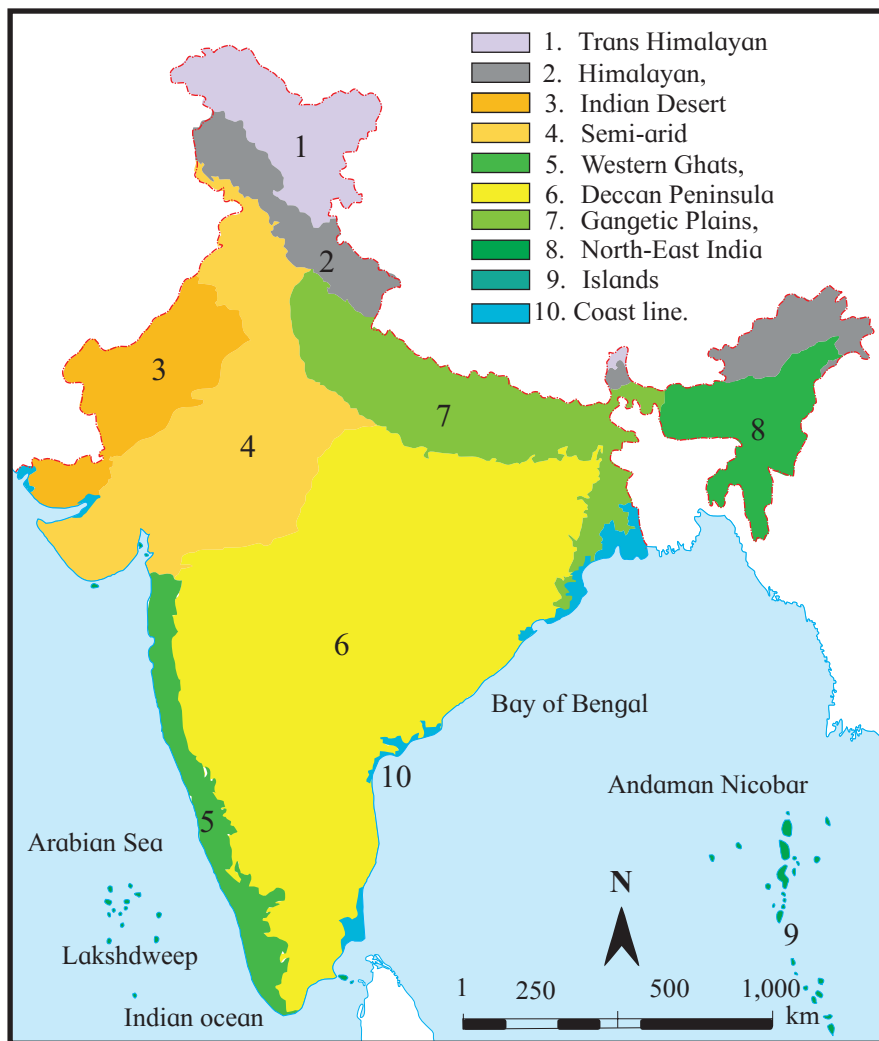 1. Trans Himalayan
2. Himalayan,
3. Indian Desert
4. Semi-arid
5. Western Ghats,
6. Deccan Peninsula
7. Gangetic Plains,
8. North-East India
9. Islands
10. Coast line.
1
2
3
4
7
8
6
Bay of Bengal
10
Andaman Nicobar
5
Arabian Sea
N
9
Lakshdweep
1 250 500 1,000
km
Indian ocean